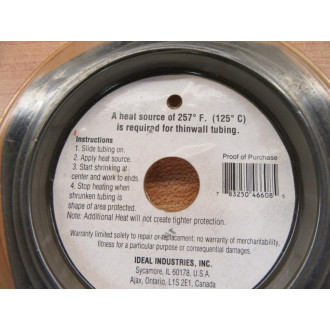 A heat source of 257° F. (125° C)
is required for thinwall tubing.
Instructions
1. Slide tubing on.
2. Apply heat source.
3. Start shrinking at
center and work to ends.
4. Stop heating when
shrunken tubing is
shape of area protected.
Note: Additional Heat will not create tighter protection.
Proof of Purchase
7 83250 46608 5
Warranty limited solely to repair or replacement; no warranty of merchantability,
fitness for a particular purpose or consequential damages.
IDEAL INDUSTRIES, INC.
Sycamore, IL 60178, U.S.A
Ajax, Ontario, L1S 2E1, Canada